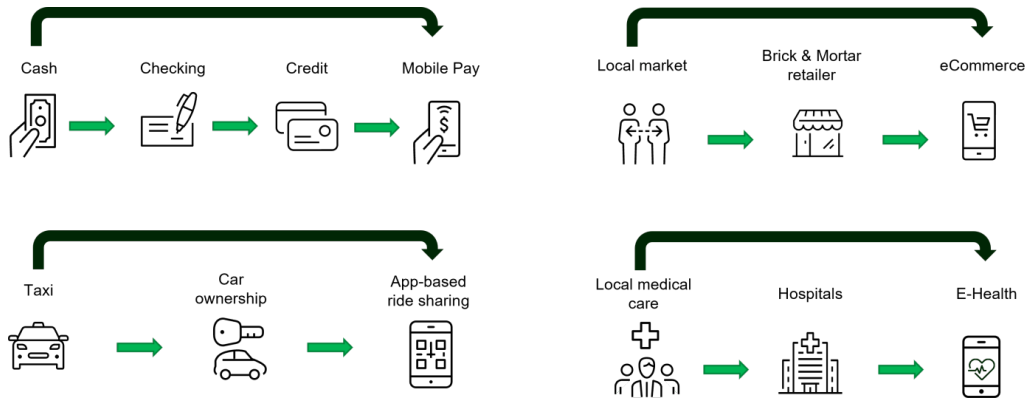 Cash
Checking
Credit
Mobile Pay
$
Local market
Brick & Mortar
retailer
eCommerce
Taxi
Car
ownership
App-based
ride sharing
Local medical
care
Hospitals
E-Health